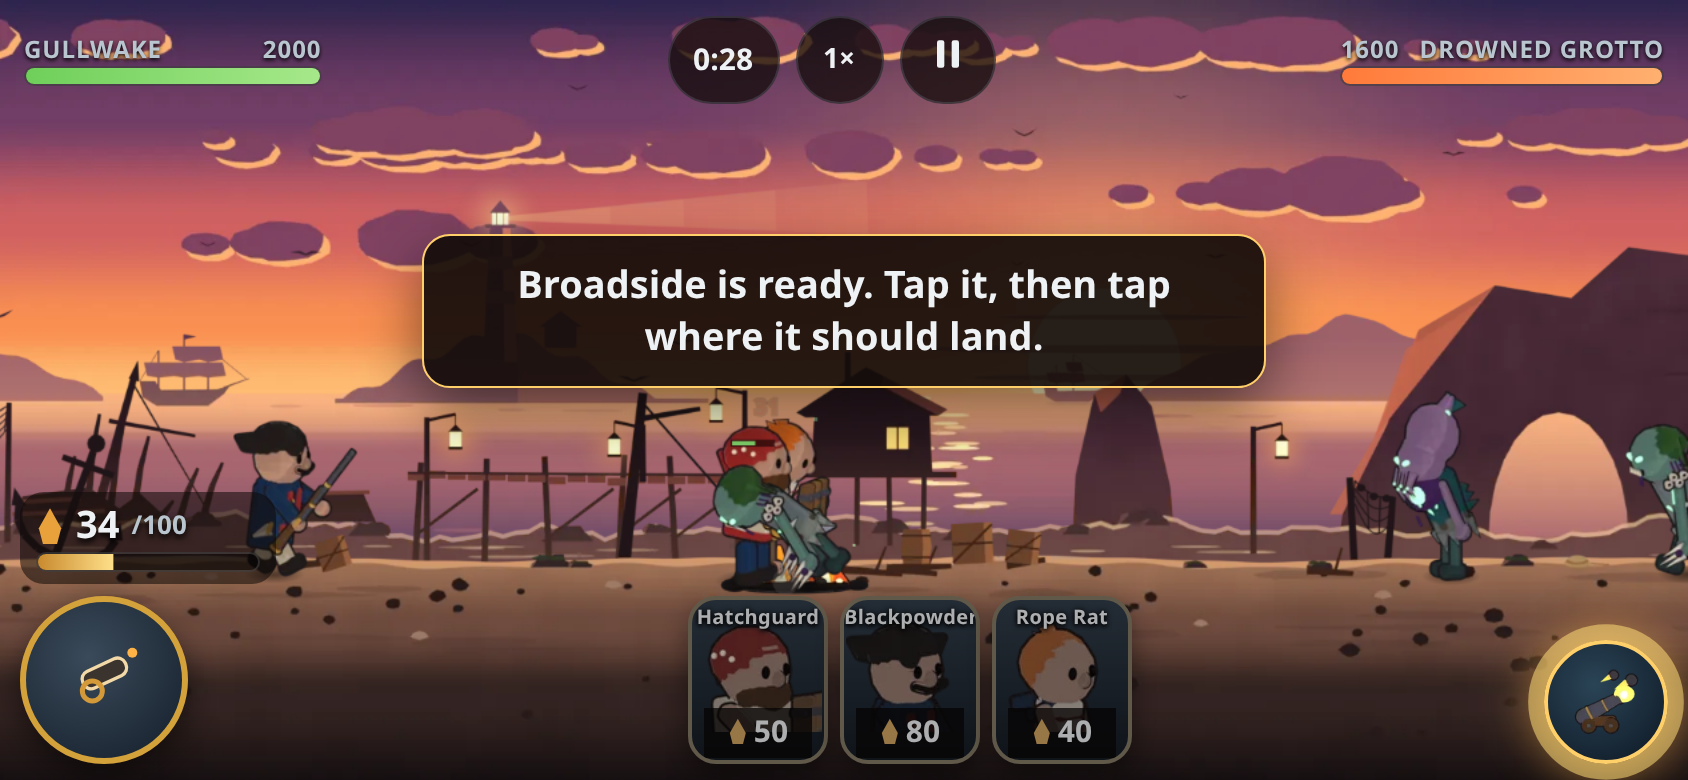 GULLWAKE 2000
0:28
1×
1600 DROWNED GROTTO
Broadside is ready. Tap it, then tap
where it should land.
34 /100
Hatchguard
Blackpowder
Rope Rat
50
80
40